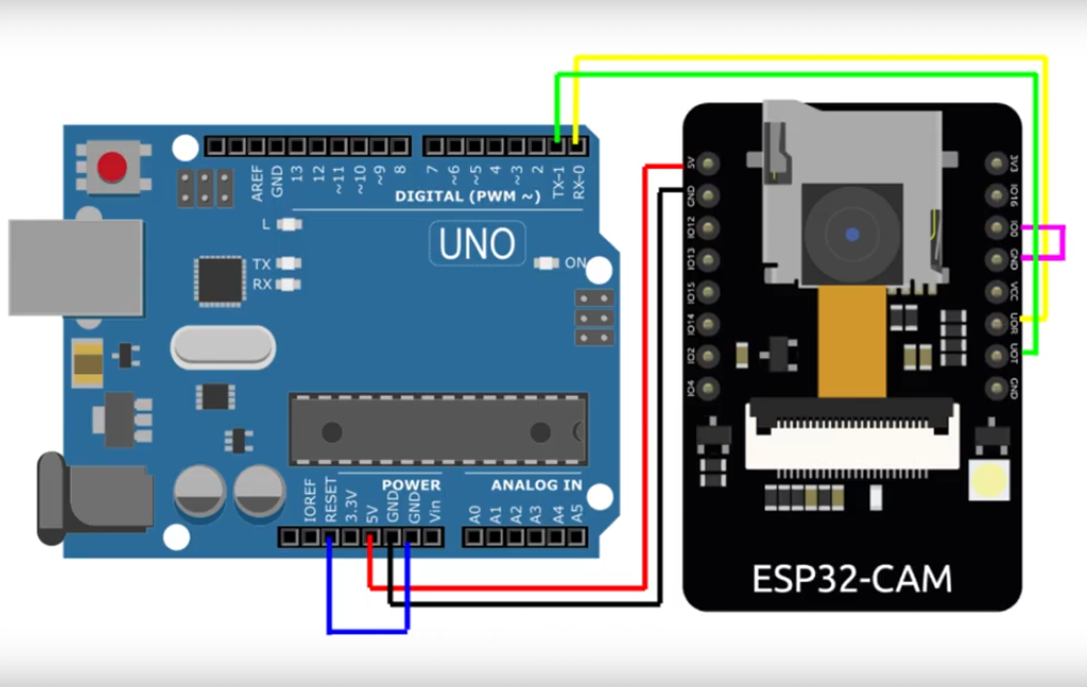 AREF
GND
13
12
~11
~10
~9
8
7
~6
~5
4
~3
2
TX-1
RX-0
DIGITAL (PWM ~)
L
TX
RX
UNO
ON
IOREF
RESET
3.3V
5V
GND
GND
Vin
POWER
ANALOG IN
A0
A1
A2
A3
A4
A5
5V
GND
IO12
IO13
IO15
IO14
IO2
IO4
3V3
IO16
IO0
GND
VCC
UOR
UOT
GND
ESP32-CAM